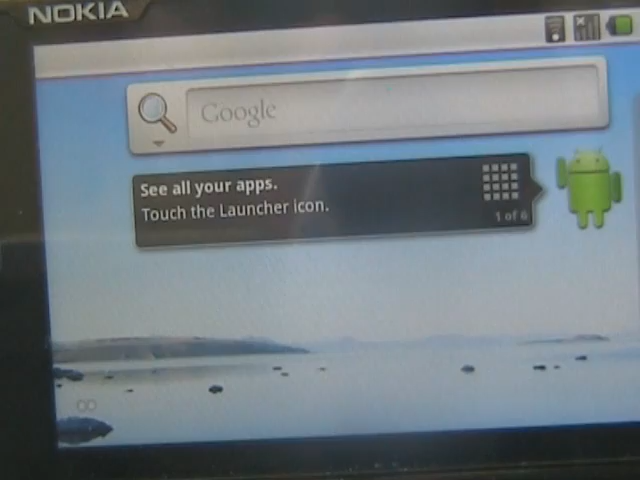 NOKIA
Google
See all your apps.
Touch the Launcher icon.
1 of 6